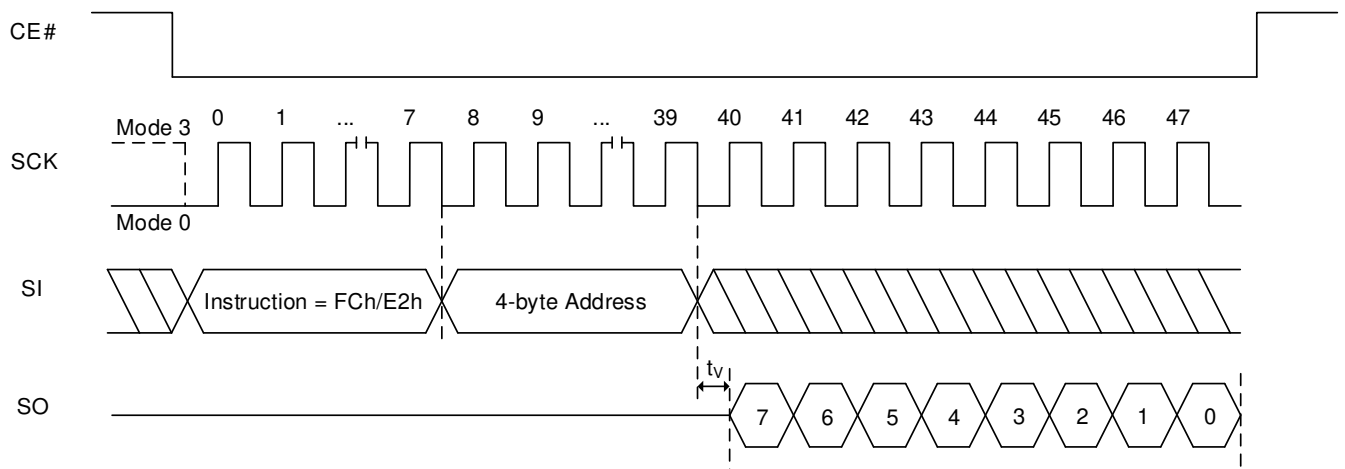 CE#
Mode 3 0 1 ... 7 8 9 ... 39 40 41 42 43 44 45 46 47
SCK
Mode 0
SI Instruction = FCh/E2h 4-byte Address
tV
SO 7 6 5 4 3 2 1 0